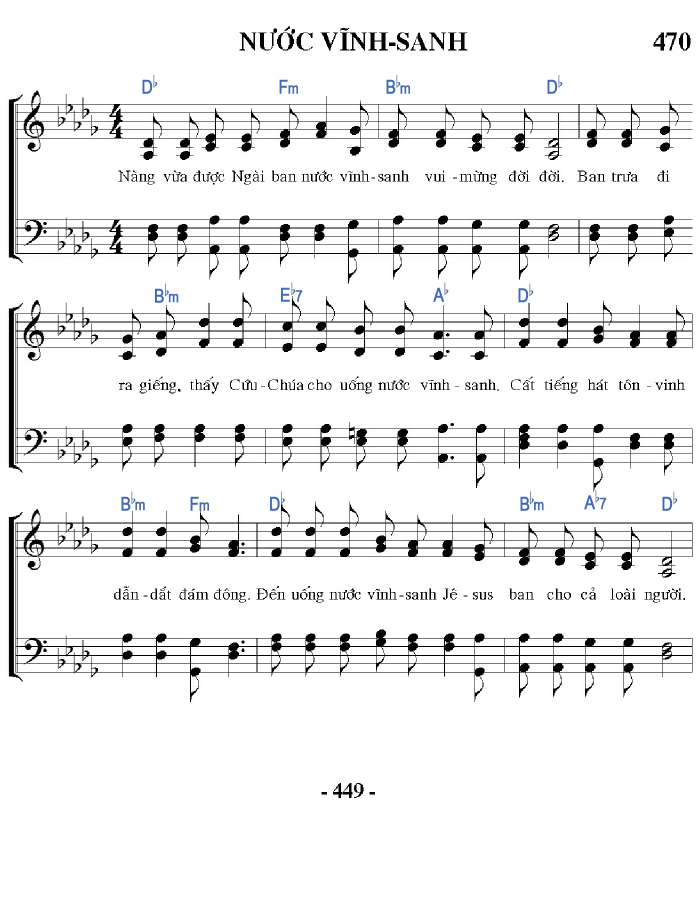 NƯỚC VĨNH-SANH 470
D♭ Fm B♭m D♭
4 4
Nàng vừa được Ngài ban nước vĩnh-sanh vui-mừng đời đời. Ban trưa đi
4 4
B♭m E♭7 A♭ D♭
ra giếng, thấy Cứu-Chúa cho uống nước vĩnh-sanh. Cất tiếng hát tôn-vinh
B♭m Fm D♭ B♭m A♭7 D♭
dẫn-dắt đám đông. Đến uống nước vĩnh-sanh Jê-sus ban cho cả loài người.
- 449 -